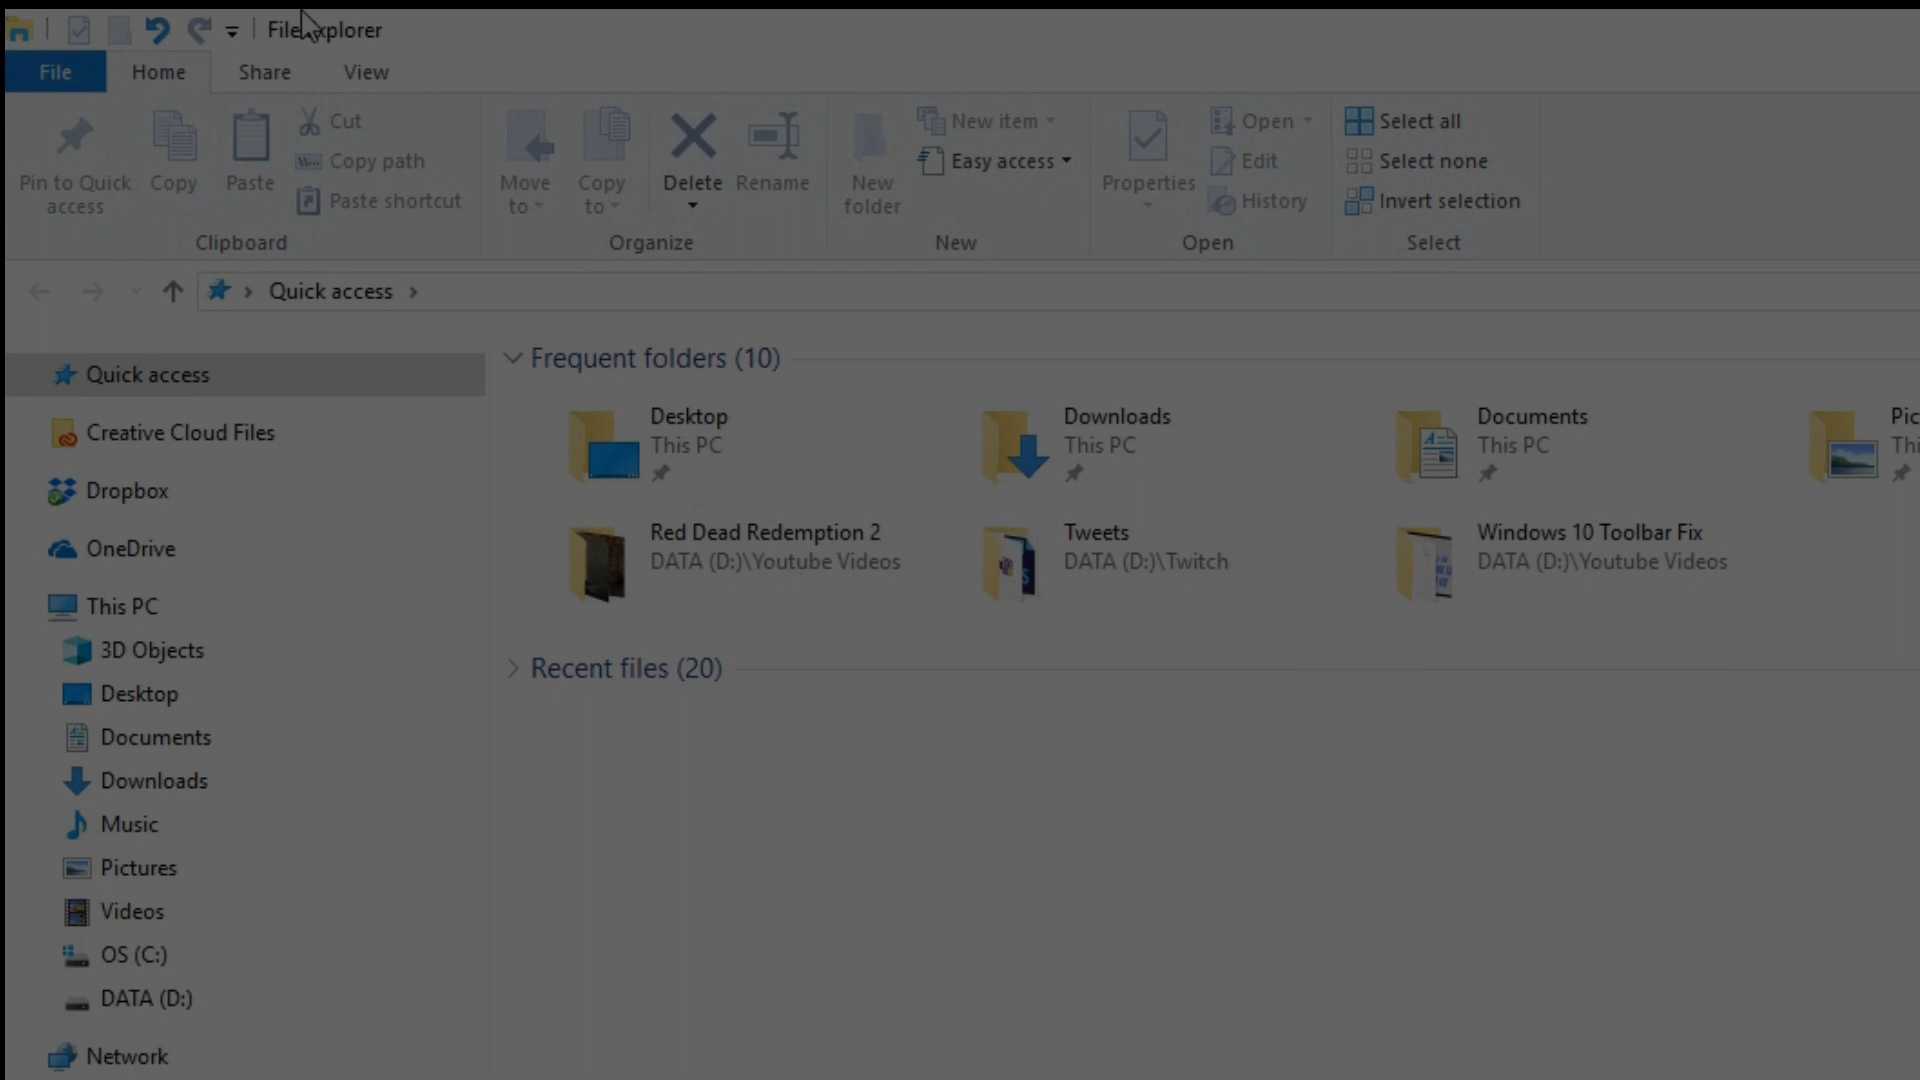 File Explorer
File Home Share View
Pin to Quick access
Copy
Paste
Cut
Copy path
Paste shortcut
Clipboard
Move to
Copy to
Delete
Rename
Organize
New folder
New item
Easy access
New
Properties
Open
Edit
History
Open
Select all
Select none
Invert selection
Select
Quick access
Quick access
Creative Cloud Files
Dropbox
OneDrive
This PC
3D Objects
Desktop
Documents
Downloads
Music
Pictures
Videos
OS (C:)
DATA (D:)
Network
Frequent folders (10)
Desktop
This PC
Downloads
This PC
Documents
This PC
Pic
Thi
Red Dead Redemption 2
DATA (D:)\Youtube Videos
Tweets
DATA (D:)\Twitch
Windows 10 Toolbar Fix
DATA (D:)\Youtube Videos
Recent files (20)